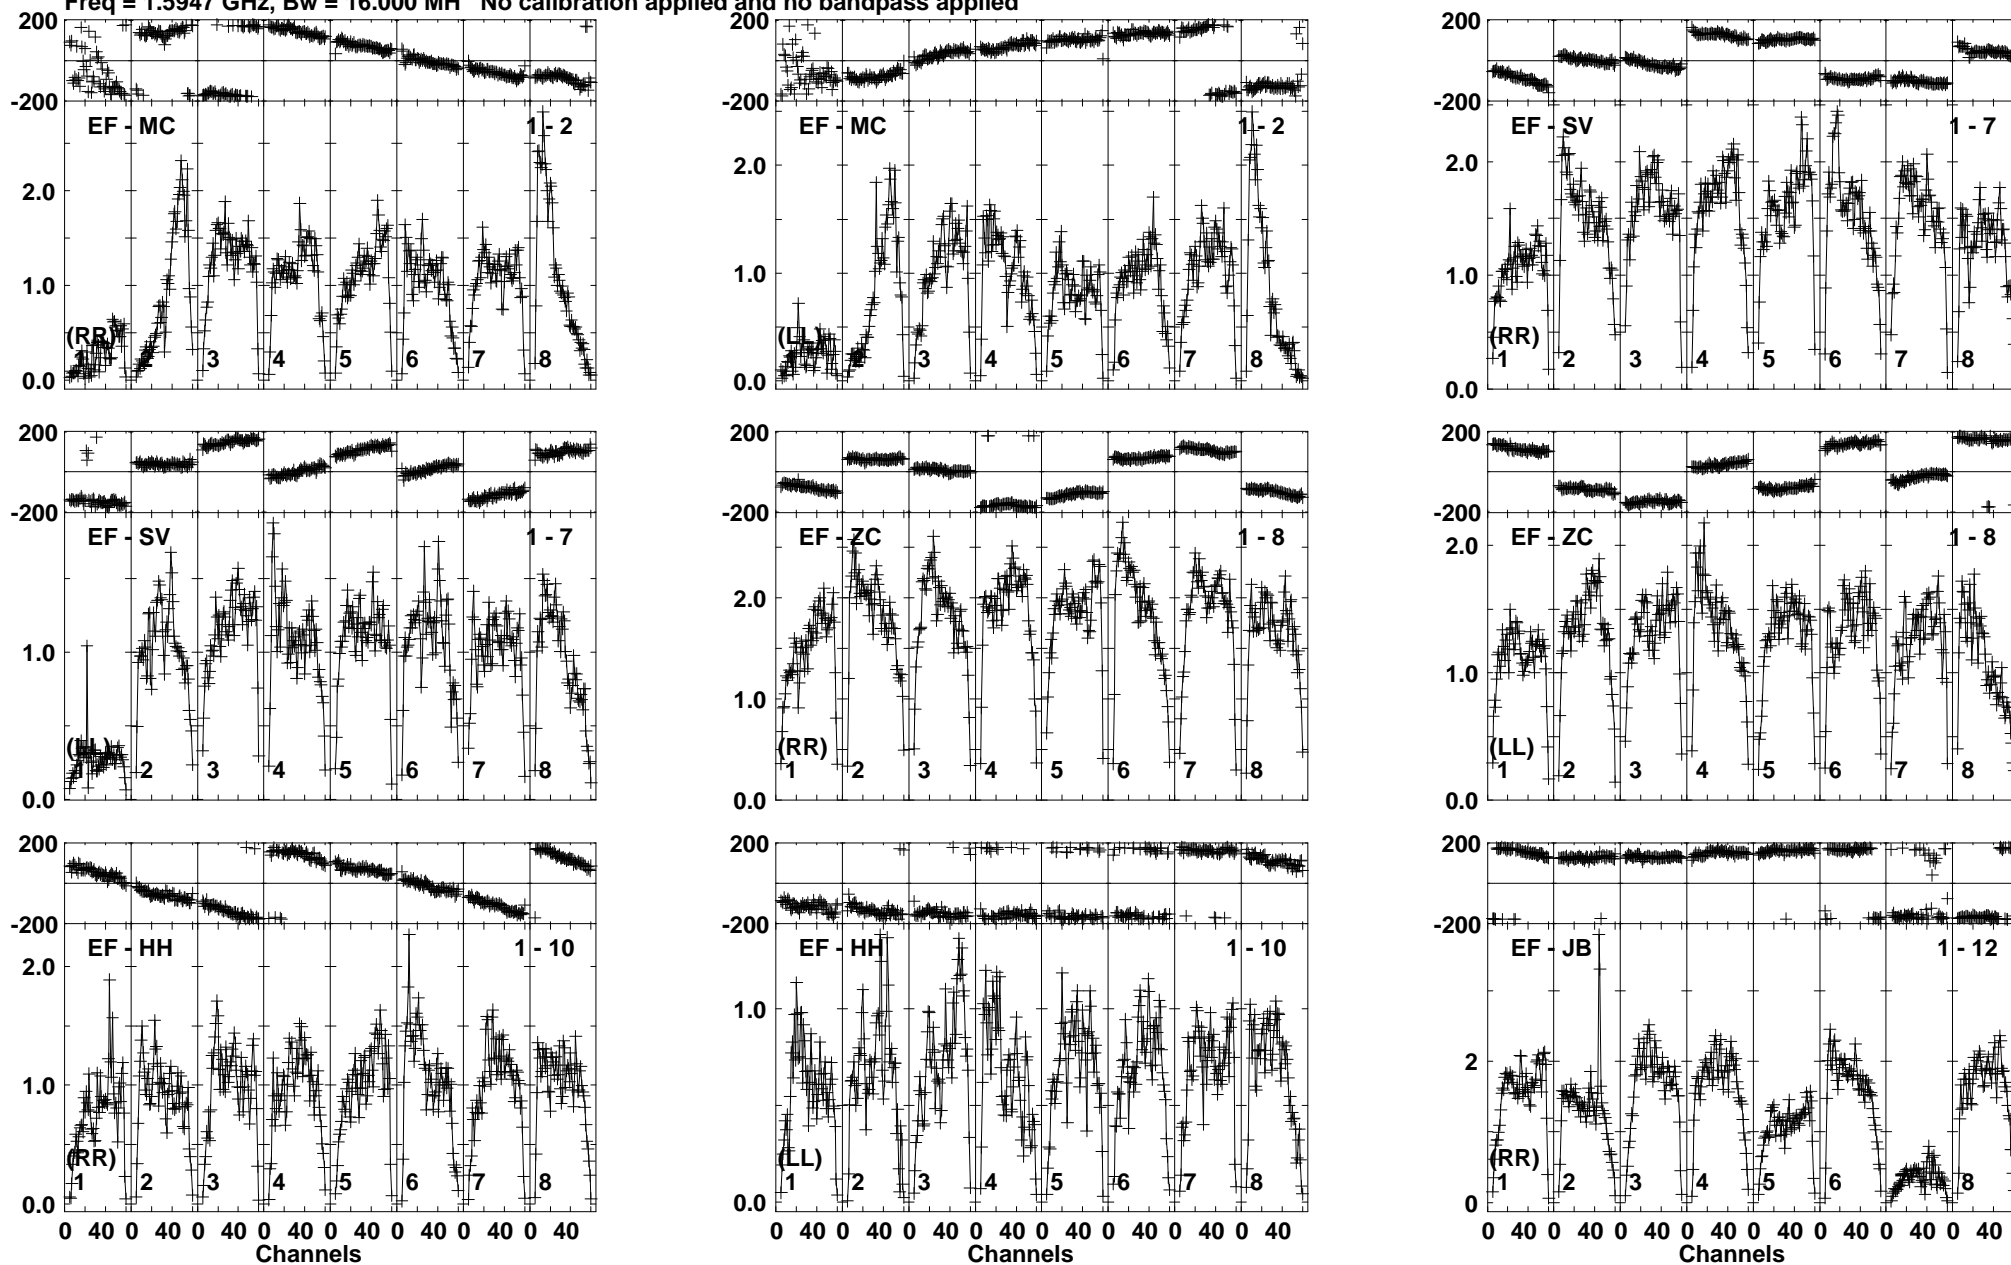 Freq = 1.5947 GHz, Bw = 16.000 MH No calibration applied and no bandpass applied
200 200 200
-200 -200 -200
EF - MC 1 - 2 EF - MC 1 - 2 EF - SV 1 - 7
2.0 2.0 2.0
1.0 1.0 1.0
(RR) (LL) (RR)
1 2 3 4 5 6 7 8 1 2 3 4 5 6 7 8 1 2 3 4 5 6 7 8
0.0 0.0 0.0
200 200 200
-200 -200 -200
EF - SV 1 - 7 EF - ZC 1 - 8 EF - ZC 1 - 8
2.0 2.0
1.0 1.0 1.0
(LL) (RR) (LL)
1 2 3 4 5 6 7 8 1 2 3 4 5 6 7 8 1 2 3 4 5 6 7 8
0.0 0.0 0.0
200 200 200
-200 -200 -200
EF - HH 1 - 10 EF - HH 1 - 10 EF - JB 1 - 12
2.0 1.0 2
1.0
(RR) (LL) (RR)
1 2 3 4 5 6 7 8 1 2 3 4 5 6 7 8 1 2 3 4 5 6 7 8
0.0 0.0 0
0 40 0 40 0 40 0 40 0 40 0 40 0 40 0 40 0 40 0 40 0 40 0 40 0 40 0 40 0 40 0 40 0 40 0 40 0 40 0 40 0 40 0 40 0 40 0 40
Channels Channels Channels